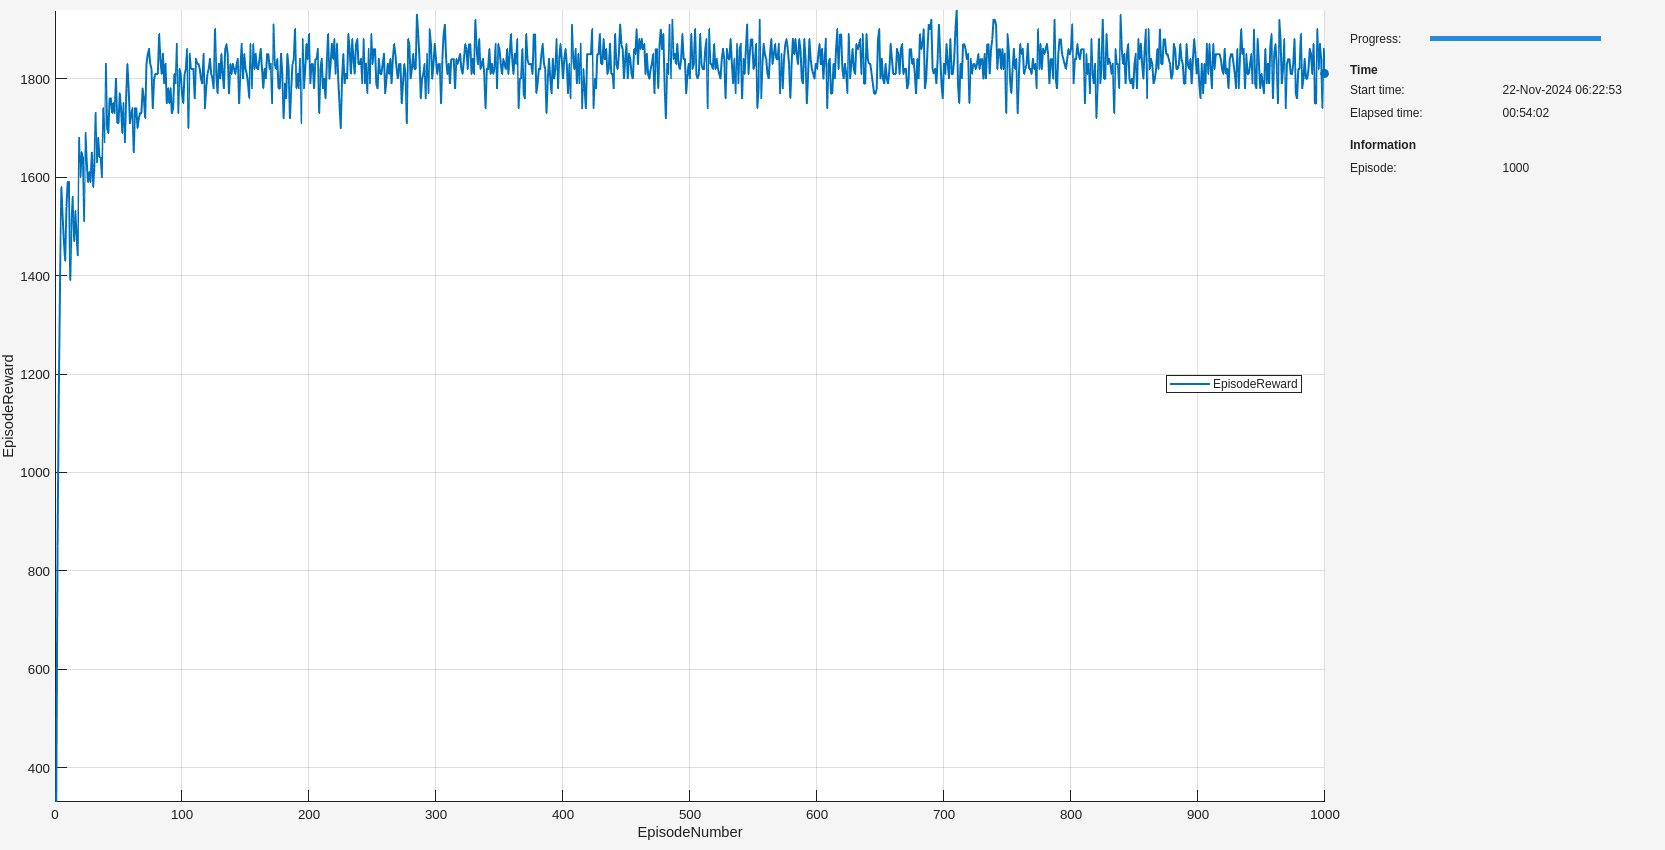 1800
1600
1400
1200
1000
800
600
400
EpisodeReward
0 100 200 300 400 500 600 700 800 900 1000
EpisodeNumber
EpisodeReward
Progress:
Time
Start time: 22-Nov-2024 06:22:53
Elapsed time: 00:54:02
Information
Episode: 1000